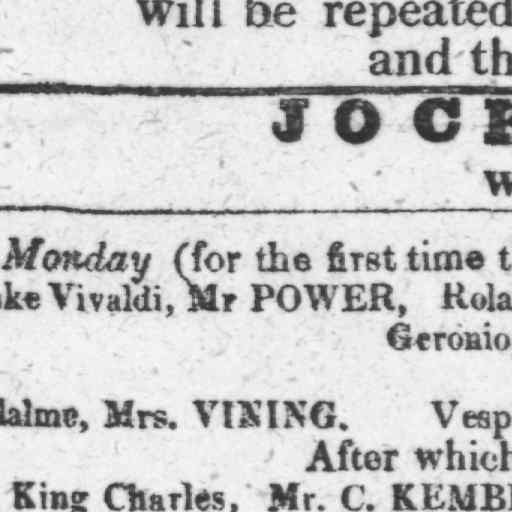 will be repeated
and th
JOCK
w
Monday (for the first time t
ke Vivaldi, Mr POWER, Rola
Geronio
lalme, Mrs. VINING. Vesp
After which
King Charles, Mr. C. KEMBL